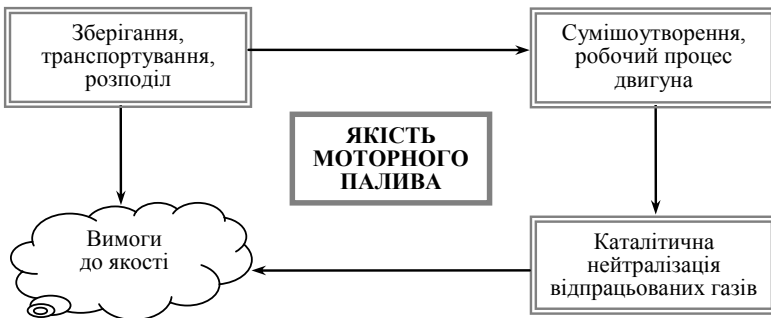 Зберігання,
транспортування,
розподіл
Сумішоутворення,
робочий процес
двигуна
ЯКІСТЬ
МОТОРНОГО
ПАЛИВА
Вимоги
до якості
Каталітична
нейтралізація
відпрацьованих газів